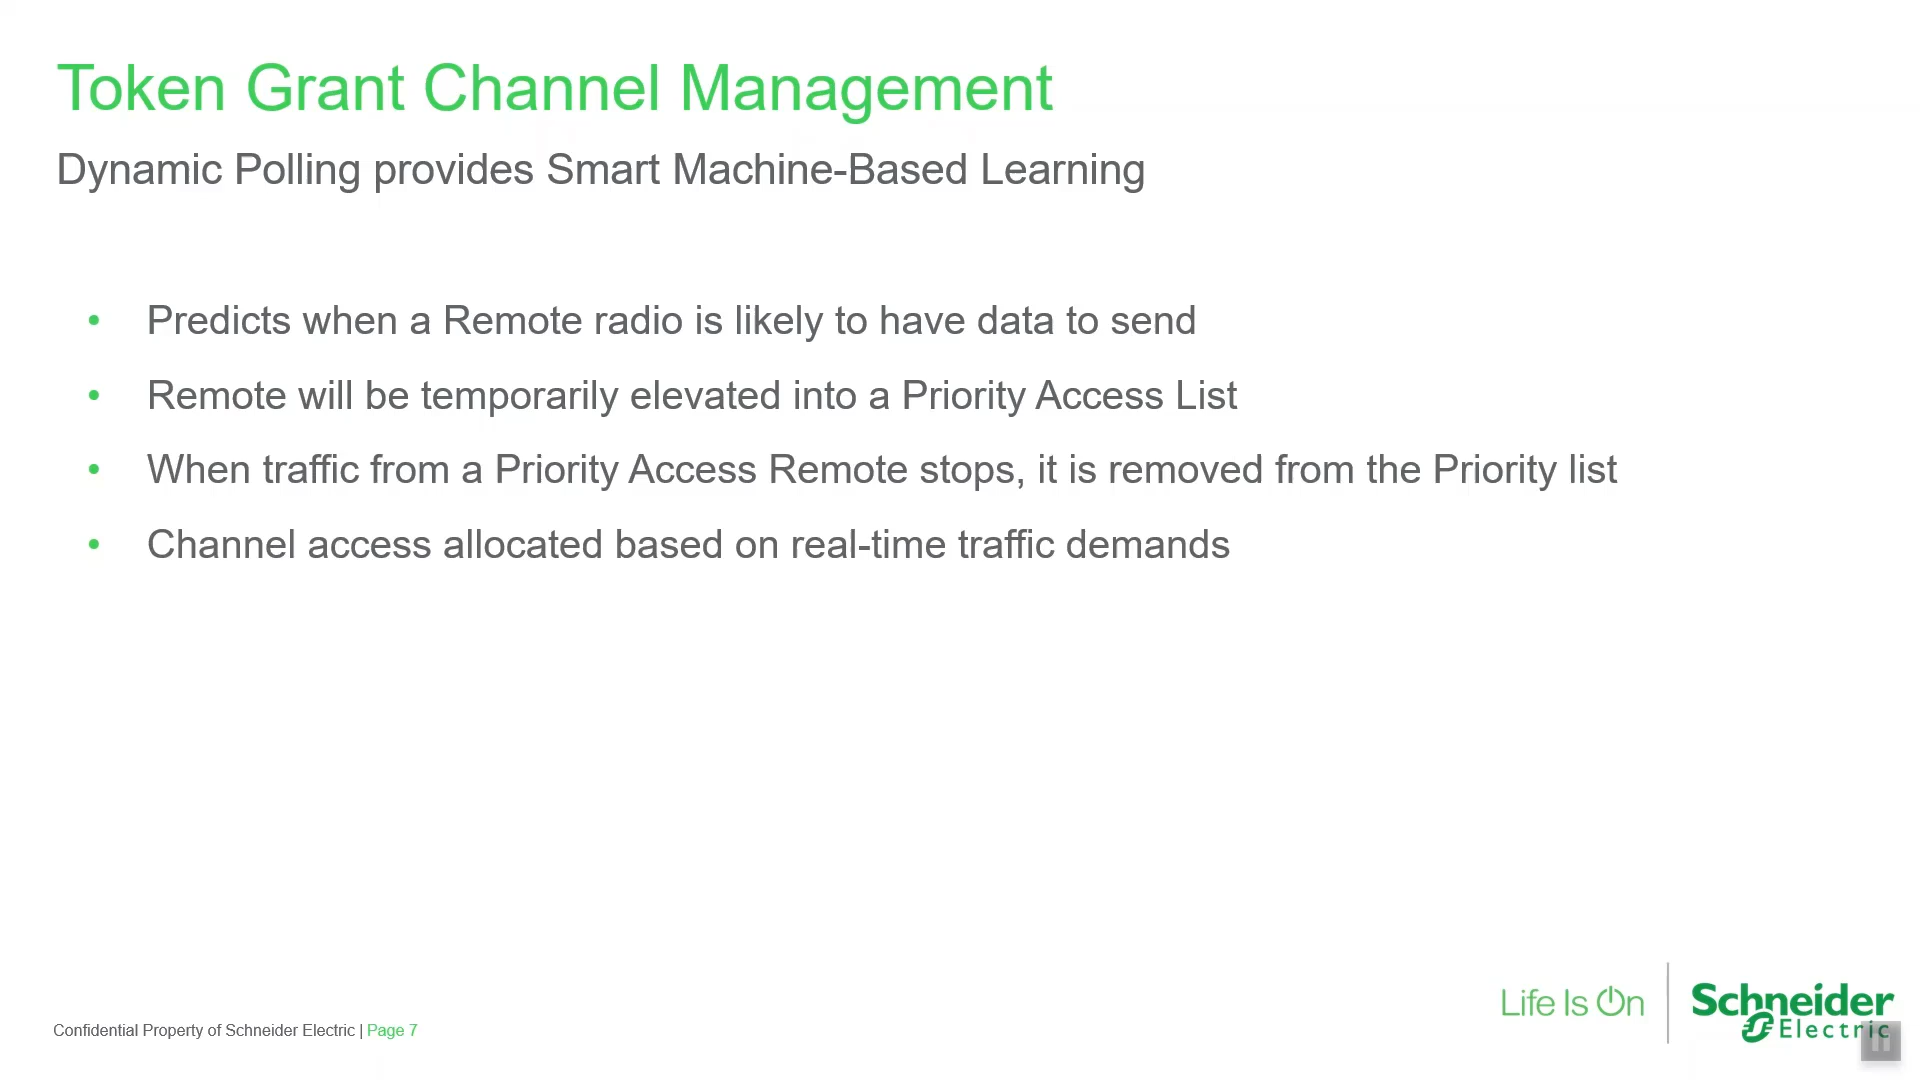 Token Grant Channel Management
Dynamic Polling provides Smart Machine-Based Learning
• Predicts when a Remote radio is likely to have data to send
• Remote will be temporarily elevated into a Priority Access List
• When traffic from a Priority Access Remote stops, it is removed from the Priority list
• Channel access allocated based on real-time traffic demands
Life Is On
Schneider
Electric
Confidential Property of Schneider Electric | Page 7